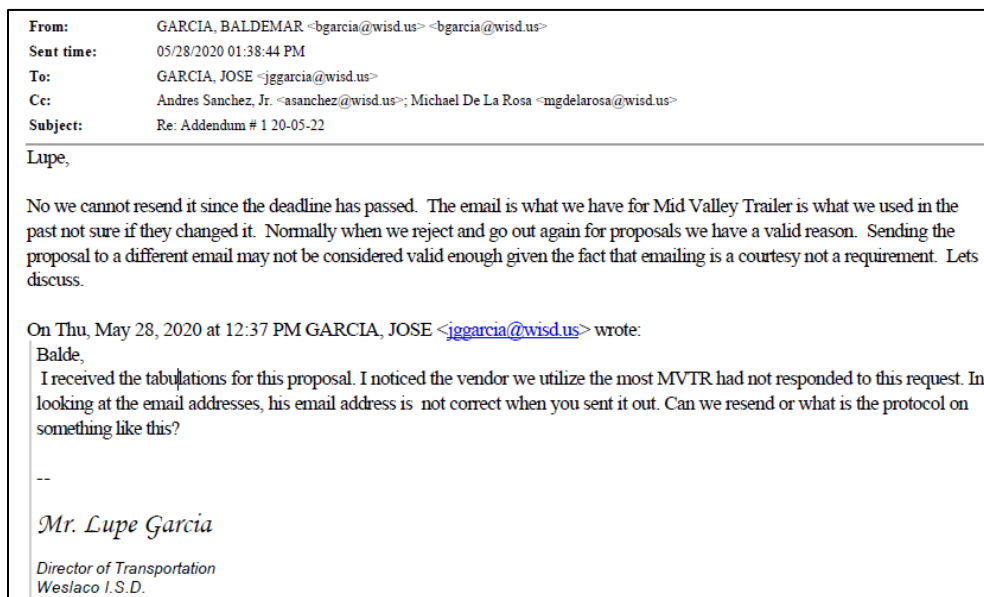 From: GARCIA, BALDEMAR <bgarcia@wisd.us> <bgarcia@wisd.us>
Sent time: 05/28/2020 01:38:44 PM
To: GARCIA, JOSE <jggarcia@wisd.us>
Cc: Andres Sanchez, Jr. <asanchez@wisd.us>; Michael De La Rosa <mgdelarosa@wisd.us>
Subject: Re: Addendum # 1 20-05-22
Lupe,
No we cannot resend it since the deadline has passed. The email is what we have for Mid Valley Trailer is what we used in the
past not sure if they changed it. Normally when we reject and go out again for proposals we have a valid reason. Sending the
proposal to a different email may not be considered valid enough given the fact that emailing is a courtesy not a requirement. Lets
discuss.
On Thu, May 28, 2020 at 12:37 PM GARCIA, JOSE <jggarcia@wisd.us> wrote:
Balde,
I received the tabulations for this proposal. I noticed the vendor we utilize the most MVTR had not responded to this request. In
looking at the email addresses, his email address is not correct when you sent it out. Can we resend or what is the protocol on
something like this?
--
Mr. Lupe Garcia
Director of Transportation
Weslaco I.S.D.